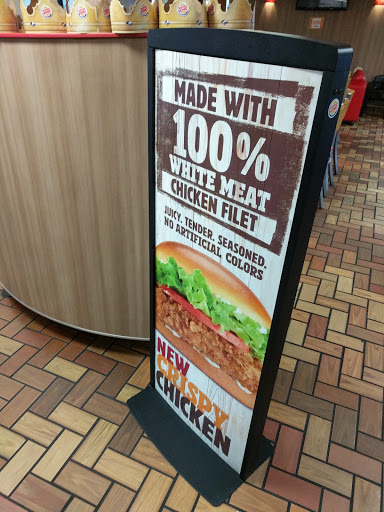 MADE WITH
100%
WHITE MEAT
CHICKEN FILET
JUICY. TENDER. SEASONED.
NO ARTIFICIAL COLORS
NEW
CRISPY
CHICKEN